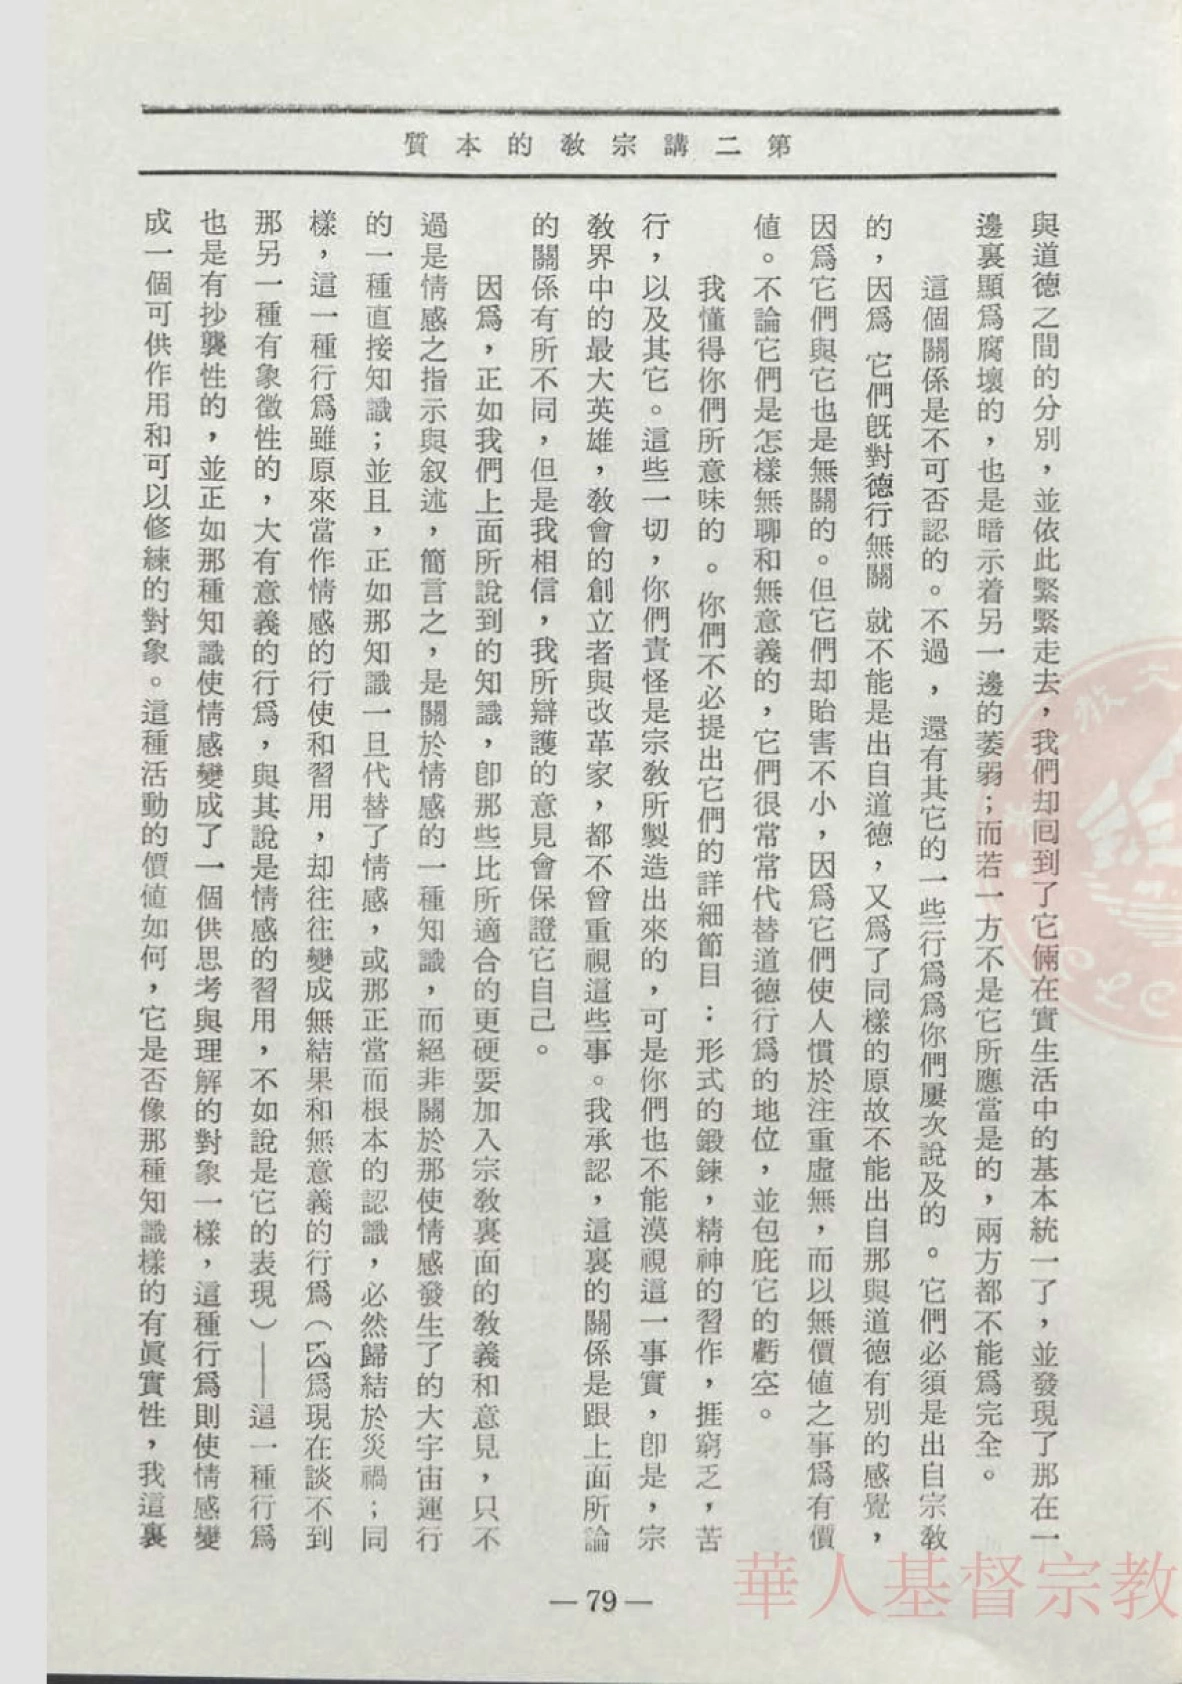 第二講宗教的本質
與道德之間的分別，並依此緊緊走去，我們却囘到了它倆在實生活中的基本統一了，並發現了那在一
邊裏顯爲腐壞的，也是暗示着另一邊的萎弱；而若一方不是它所應當是的，兩方都不能爲完全。
這個關係是不可否認的。不過，還有其它的一些行爲爲你們屢次說及的。它們必須是出自宗教
的，因爲 它們旣對德行無關 就不能是出自道德，又爲了同樣的原故不能出自那與道德有別的感覺，
因爲它們與它也是無關的。但它們却貽害不小，因爲它們使人慣於注重虛無，而以無價値之事爲有價
値。不論它們是怎樣無聊和無意義的，它們很常常代替道德行爲的地位，並包庇它的虧空。
我懂得你們所意味的。你們不必提出它們的詳細節目：形式的鍛鍊，精神的習作，捱窮乏，苦
行，以及其它。這些一切，你們責怪是宗教所製造出來的，可是你們也不能漠視這一事實，卽是，宗
教界中的最大英雄，教會的創立者與改革家，都不曾重視這些事。我承認，這裏的關係是跟上面所論
的關係有所不同，但是我相信，我所辯護的意見會保證它自己。
因爲，正如我們上面所說到的知識，卽那些比所適合的更硬要加入宗教裏面的教義和意見，只不
過是情感之指示與叙述，簡言之，是關於情感的一種知識，而絕非關於那使情感發生了的大宇宙運行
的一種直接知識；並且，正如那知識一旦代替了情感，或那正當而根本的認識，必然歸結於災禍；同
樣，這一種行爲雖原來當作情感的行使和習用，却往往變成無結果和無意義的行爲（因爲現在談不到
那另一種有象徵性的，大有意義的行爲，與其說是情感的習用，不如說是它的表現）——這一種行爲
也是有抄襲性的，並正如那種知識使情感變成了一個供思考與理解的對象一樣，這種行爲則使情感變
成一個可供作用和可以修練的對象。這種活動的價値如何，它是否像那種知識樣的有眞實性，我這裏
— 79 —
華人基督宗教